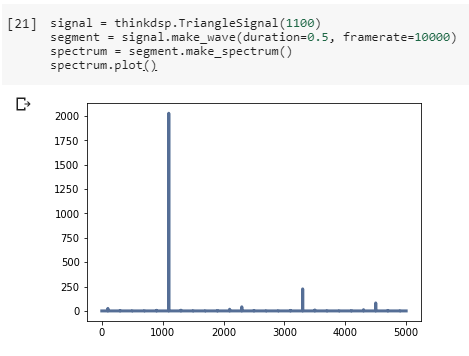 [21] signal = thinkdsp.TriangleSignal(1100)
segment = signal.make_wave(duration=0.5, framerate=10000)
spectrum = segment.make_spectrum()
spectrum.plot()
2000
1750
1500
1250
1000
750
500
250
0
0 1000 2000 3000 4000 5000